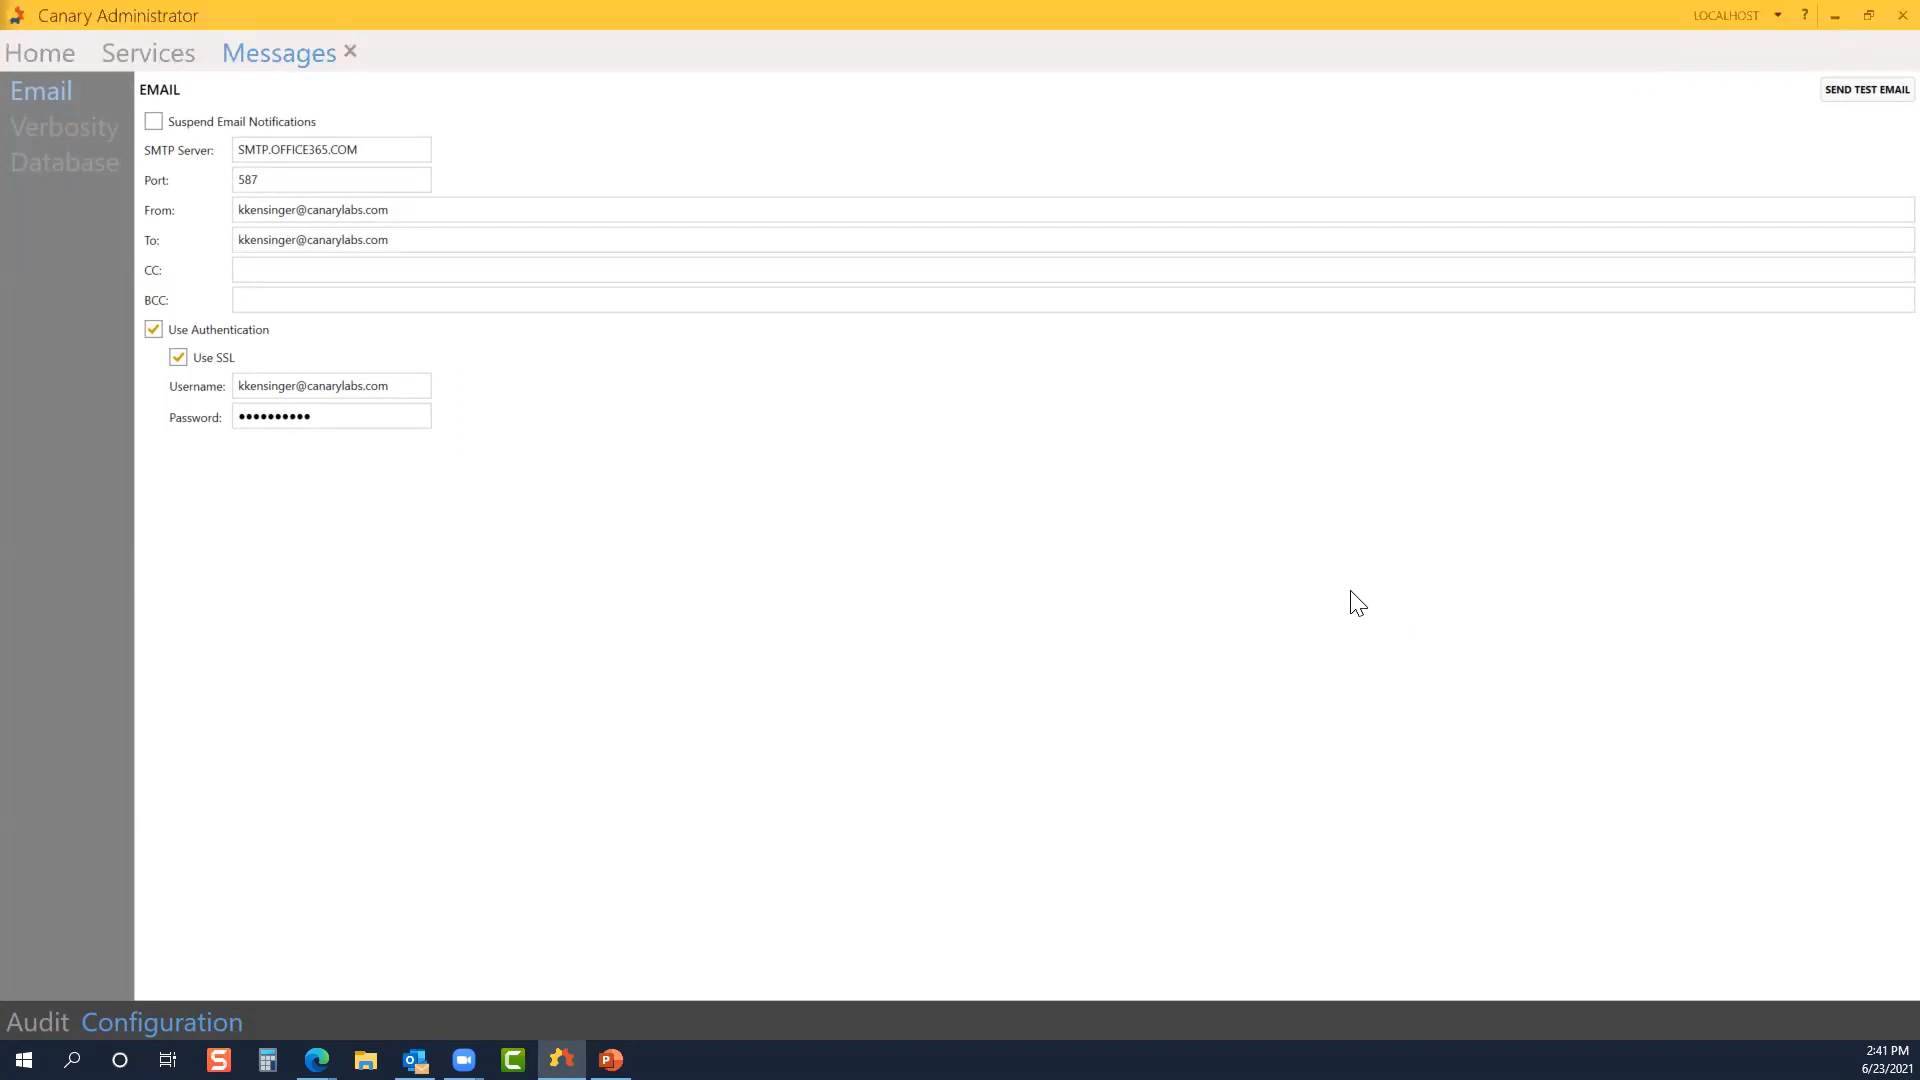 Canary Administrator
LOCALHOST ?
Home Services Messages
Email
Verbosity
Database
EMAIL
SEND TEST EMAIL
Suspend Email Notifications
SMTP Server: SMTP.OFFICE365.COM
Port: 587
From: kkensinger@canarylabs.com
To: kkensinger@canarylabs.com
CC:
BCC:
Use Authentication
Use SSL
Username: kkensinger@canarylabs.com
Password: ••••••••••
Audit Configuration
2:41 PM
6/23/2021